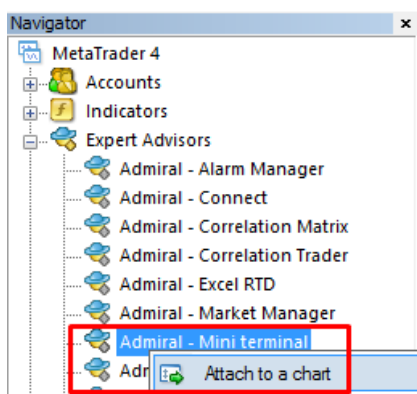 Navigator
MetaTrader 4
Accounts
Indicators
Expert Advisors
Admiral - Alarm Manager
Admiral - Connect
Admiral - Correlation Matrix
Admiral - Correlation Trader
Admiral - Excel RTD
Admiral - Market Manager
Admiral - Mini terminal
Adr
Attach to a chart